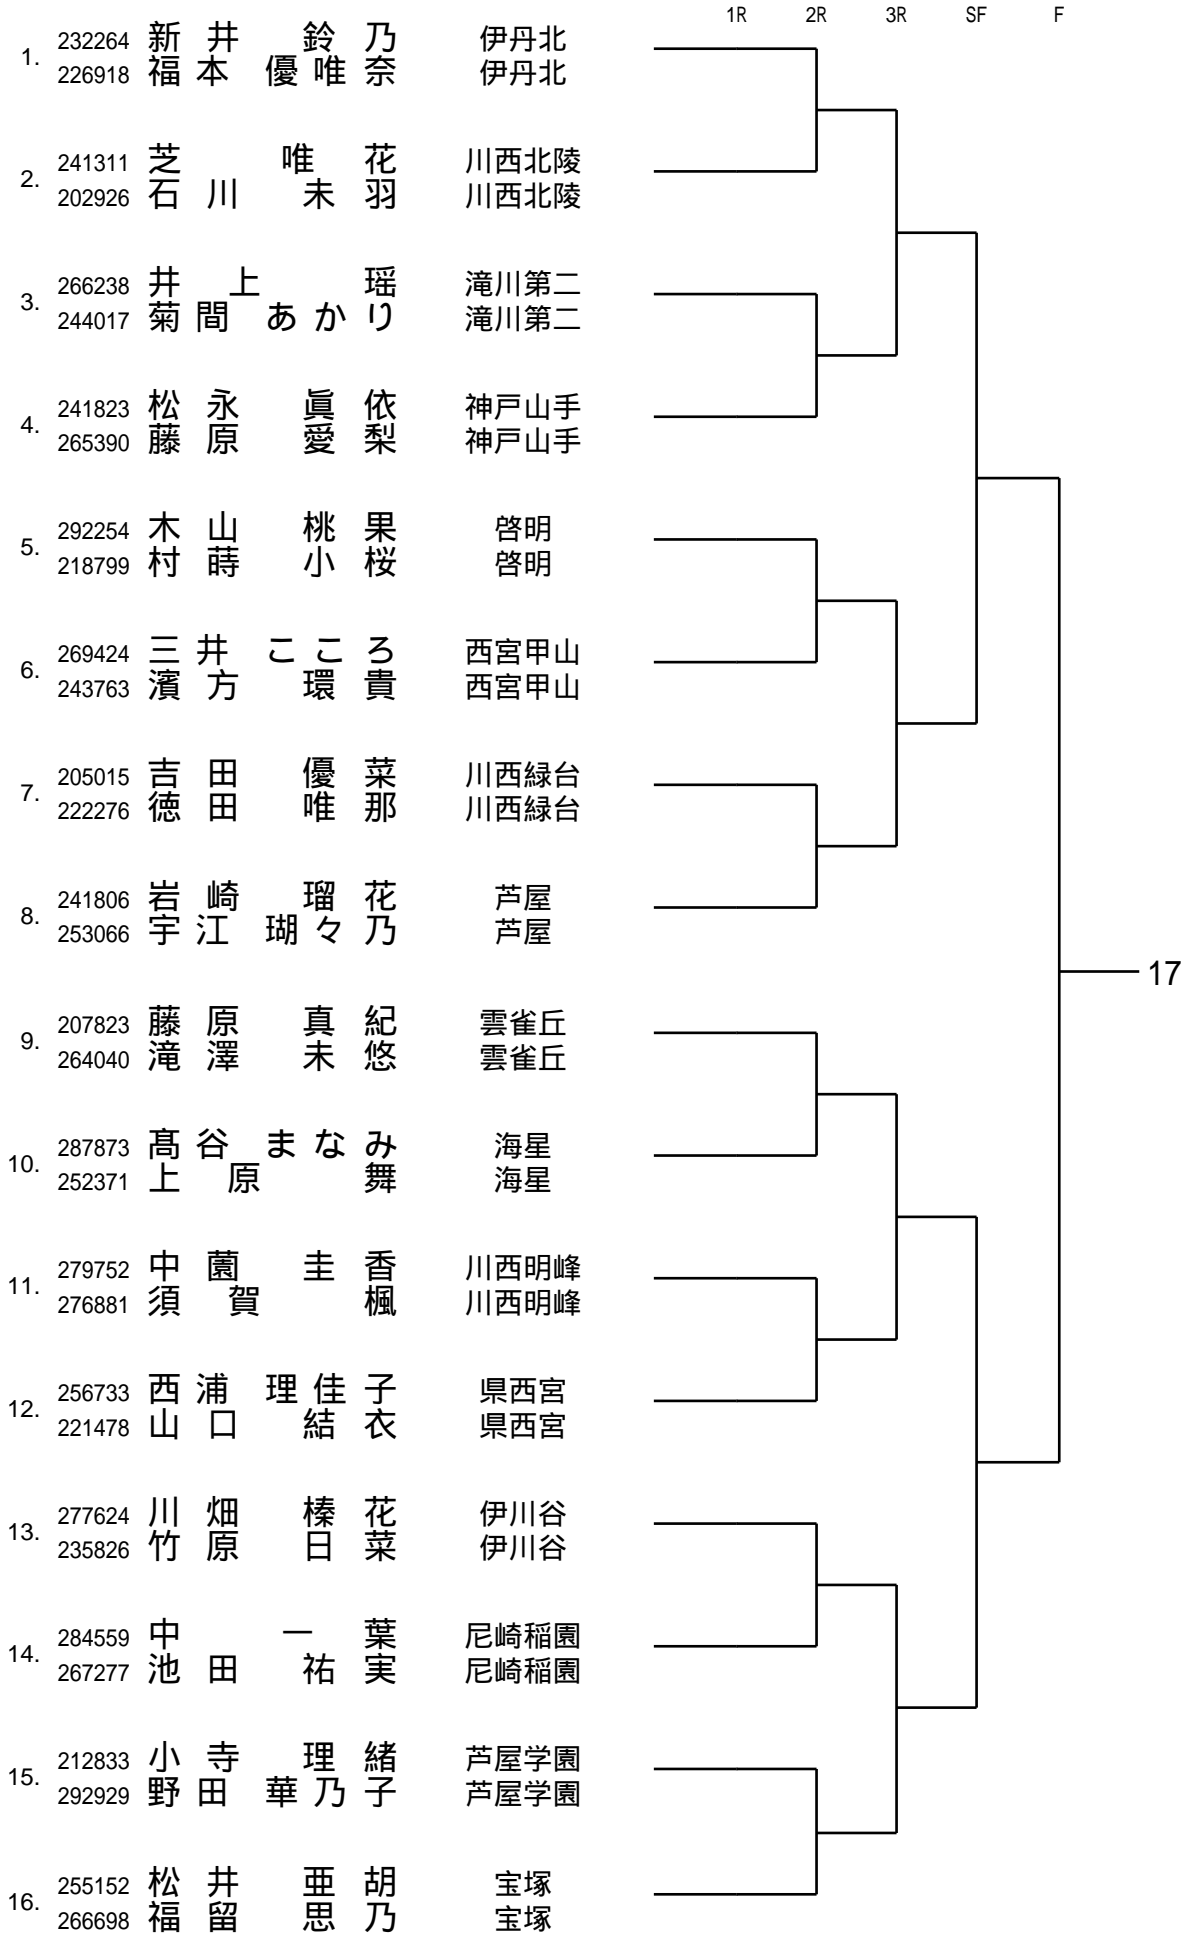 1R 2R 3R SF F
1. 232264 新井 鈴乃 伊丹北
226918 福本 優唯奈 伊丹北
2. 241311 芝 唯花 川西北陵
202926 石川 未羽 川西北陵
3. 266238 井上 瑶 滝川第二
244017 菊間 あかり 滝川第二
4. 241823 松永 眞依 神戸山手
265390 藤原 愛梨 神戸山手
5. 292254 木山 桃果 啓明
218799 村蒔 小桜 啓明
6. 269424 三井 こころ 西宮甲山
243763 濱方 環貴 西宮甲山
7. 205015 吉田 優菜 川西緑台
222276 徳田 唯那 川西緑台
8. 241806 岩崎 瑠花 芦屋
253066 宇江 瑚々乃 芦屋
17
9. 207823 藤原 真紀 雲雀丘
264040 滝澤 未悠 雲雀丘
10. 287873 髙谷 まなみ 海星
252371 上原 舞 海星
11. 279752 中薗 圭香 川西明峰
276881 須賀 楓 川西明峰
12. 256733 西浦 理佳子 県西宮
221478 山口 結衣 県西宮
13. 277624 川畑 榛花 伊川谷
235826 竹原 日菜 伊川谷
14. 284559 中 一葉 尼崎稲園
267277 池田 祐実 尼崎稲園
15. 212833 小寺 理緒 芦屋学園
292929 野田 華乃子 芦屋学園
16. 255152 松井 亜胡 宝塚
266698 福留 思乃 宝塚